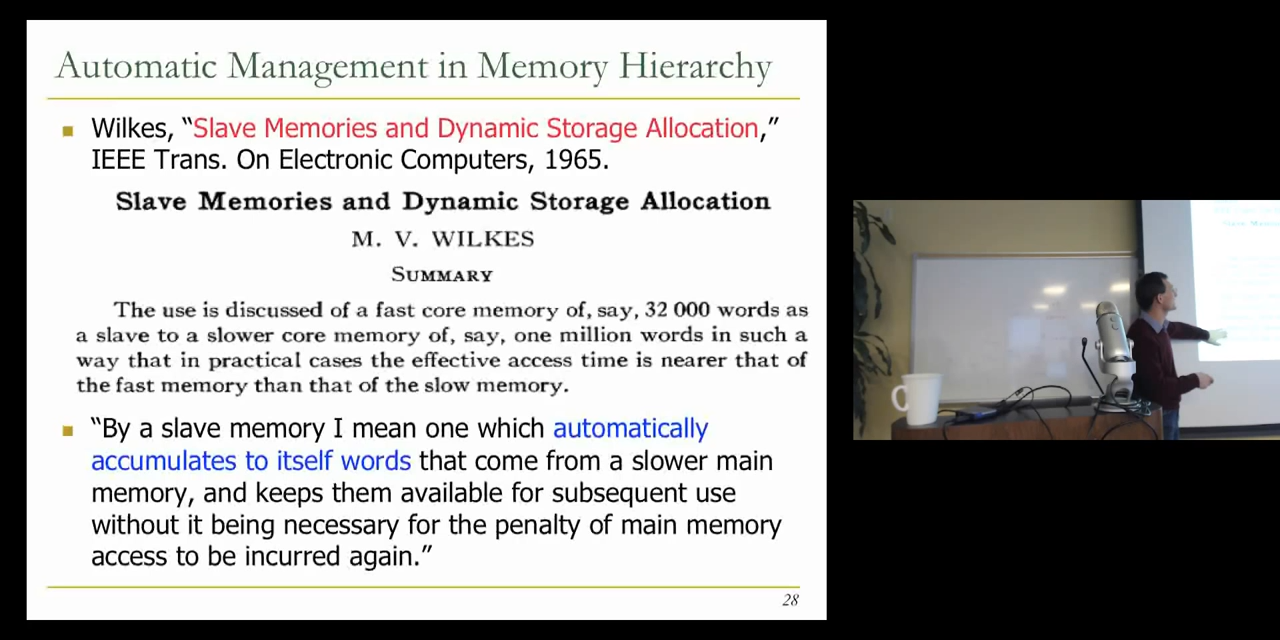 Automatic Management in Memory Hierarchy
Wilkes, “Slave Memories and Dynamic Storage Allocation,”
IEEE Trans. On Electronic Computers, 1965.
Slave Memories and Dynamic Storage Allocation
M. V. WILKES
SUMMARY
The use is discussed of a fast core memory of, say, 32 000 words as
a slave to a slower core memory of, say, one million words in such a
way that in practical cases the effective access time is nearer that of
the fast memory than that of the slow memory.
“By a slave memory I mean one which automatically
accumulates to itself words that come from a slower main
memory, and keeps them available for subsequent use
without it being necessary for the penalty of main memory
access to be incurred again.”
28